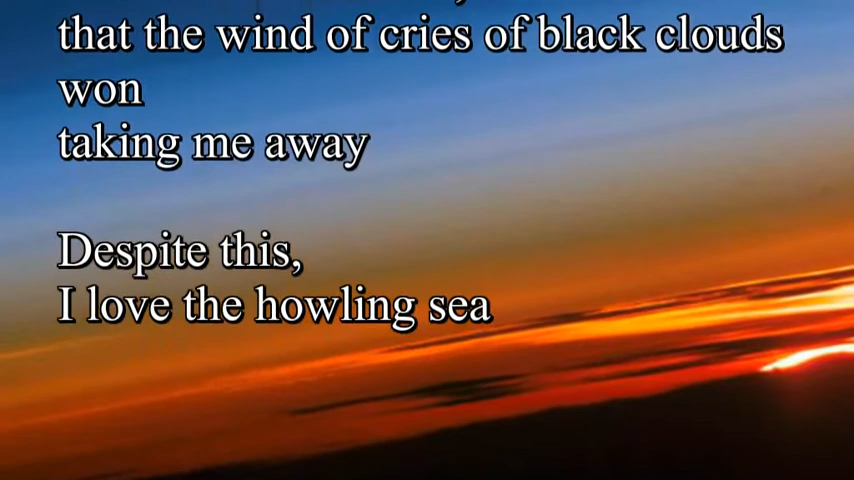 that the wind of cries of black clouds
won
taking me away
Despite this,
I love the howling sea